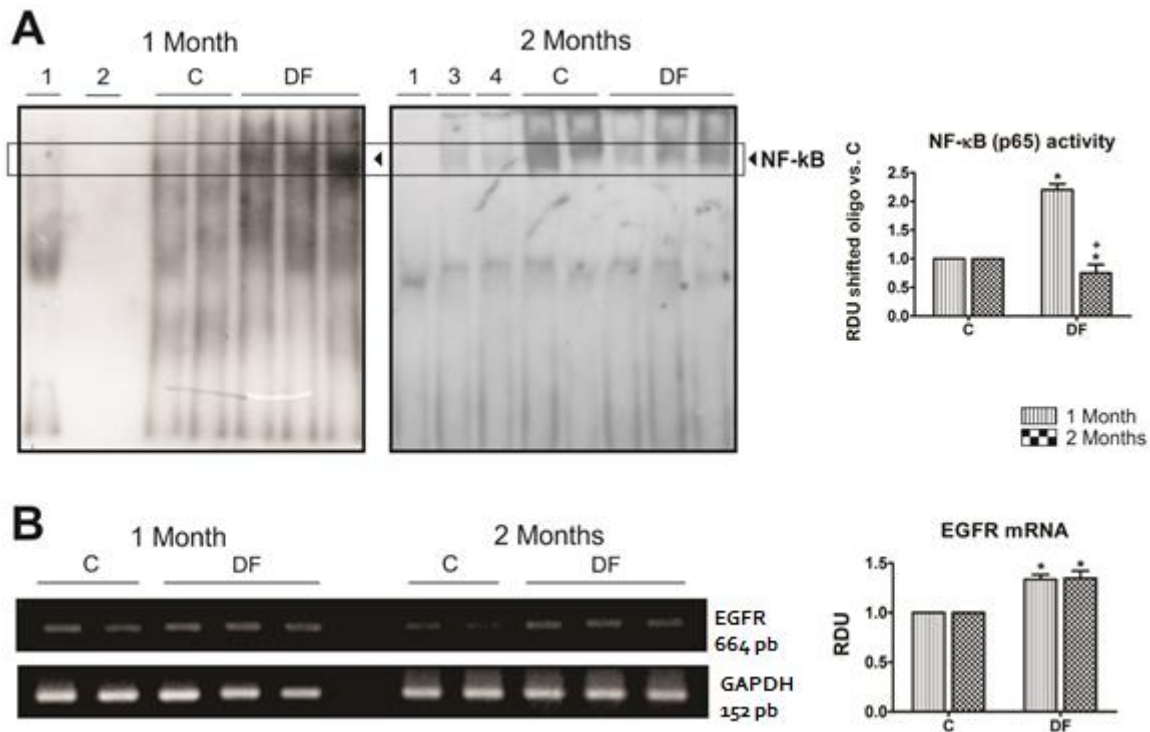 A
1 Month
2 Months
1 2 C DF
1 3 4 C DF
NF-kB
NF-κB (p65) activity
RDU shifted oligo vs. C
2.5
2.0
1.5
1.0
0.5
0.0
*
+
*
C DF
1 Month
2 Months
B
1 Month
2 Months
C DF C DF
EGFR
664 pb
GAPDH
152 pb
EGFR mRNA
RDU
1.5
1.0
0.5
0.0
* *
C DF